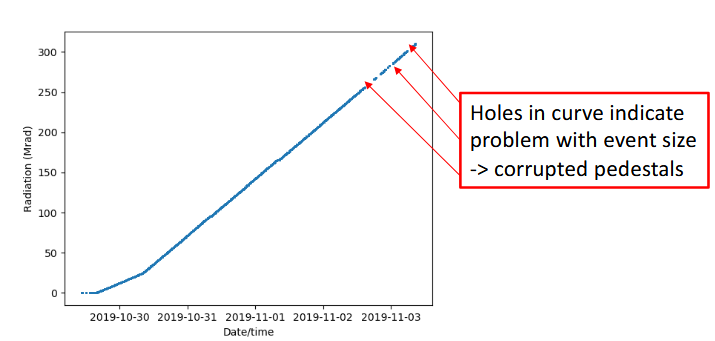 300
250
200
150
100
50
0
Radiation (Mrad)
2019-10-30 2019-10-31 2019-11-01 2019-11-02 2019-11-03
Date/time
Holes in curve indicate
problem with event size
-> corrupted pedestals